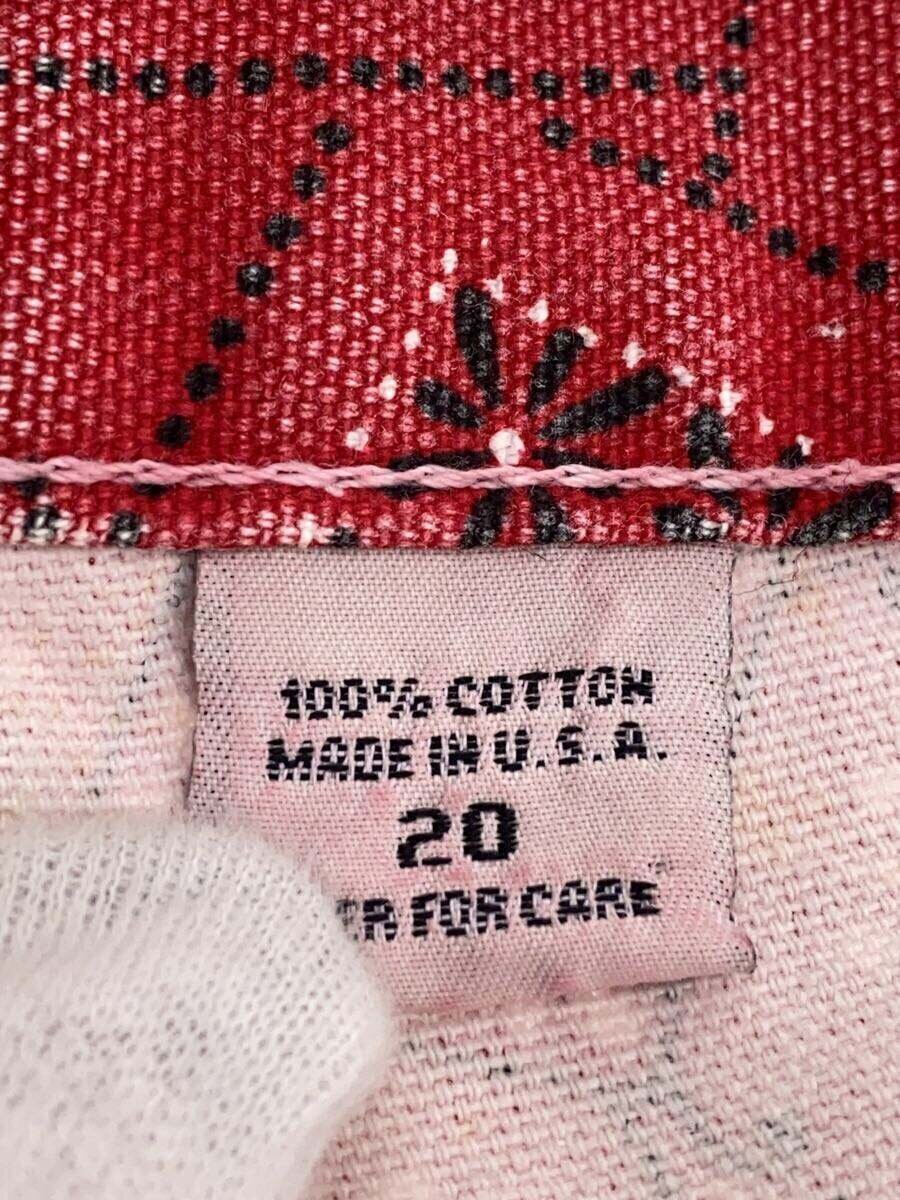 100% COTTON
MADE IN U.S.A.
20
FOR CARE